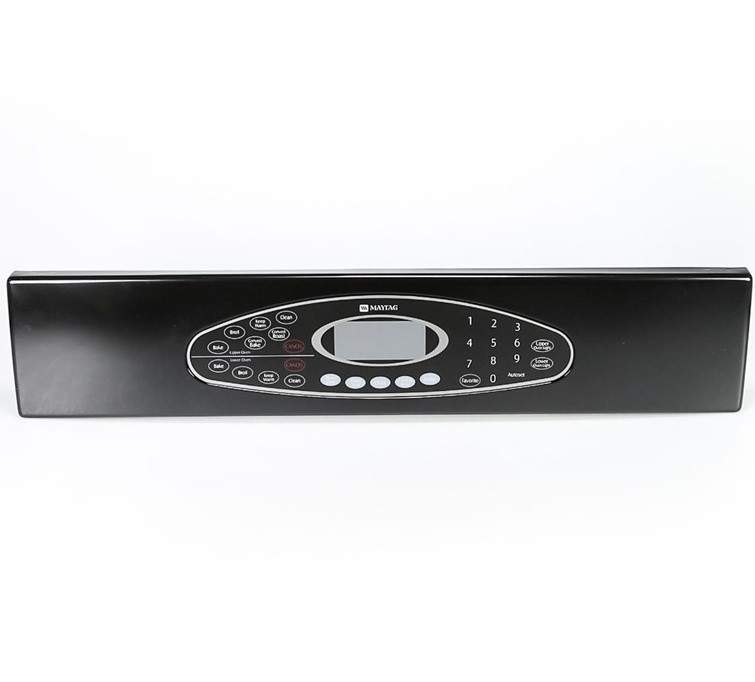 MAYTAG
Clean
Keep Warm
Broil
Convect Roast
Bake
Convect Bake
CANCEL
Upper Oven
Lower Oven
Bake
Broil
Keep Warm
Clean
CANCEL
1 2 3
4 5 6
7 8 9
Favorite 0 Autoset
Upper Oven Light
Lower Oven Light